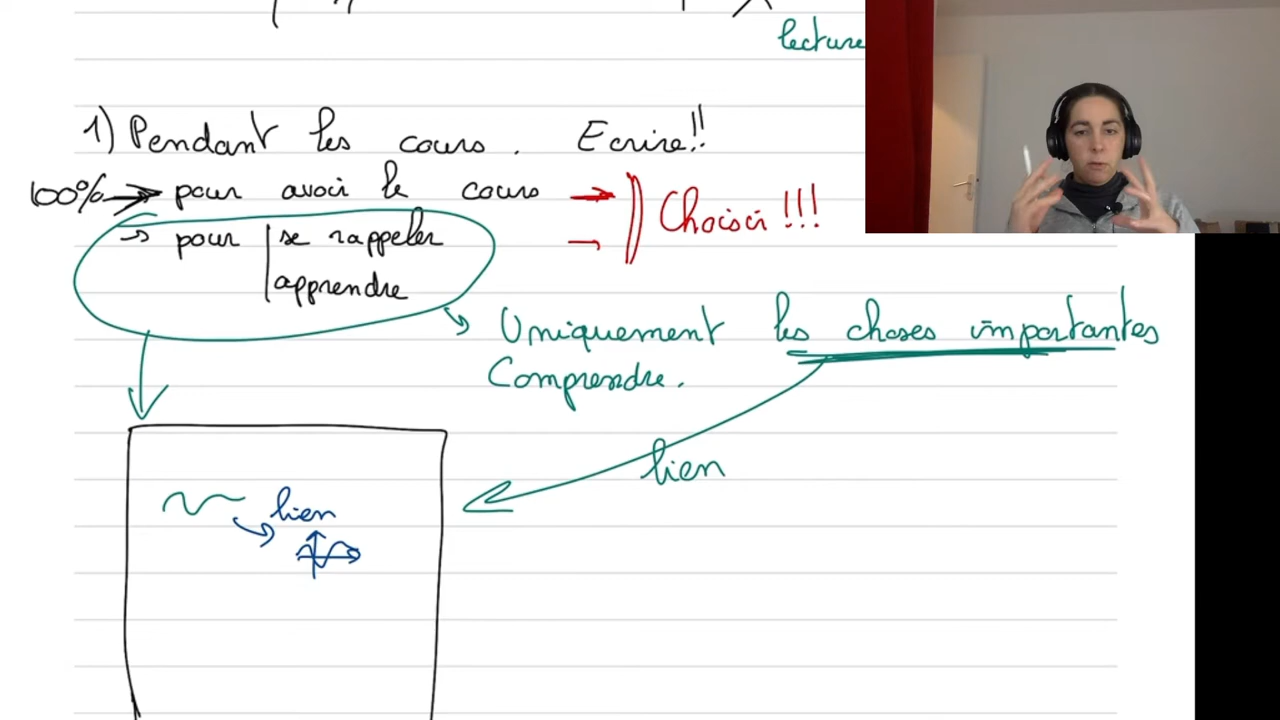 lecture
1) Pendant les cours. Ecrire!!
100% → pour avoir le cours → Choisir !!!
→ pour se rappeler →
apprendre
Uniquement les choses importantes
Comprendre.
lien
lien